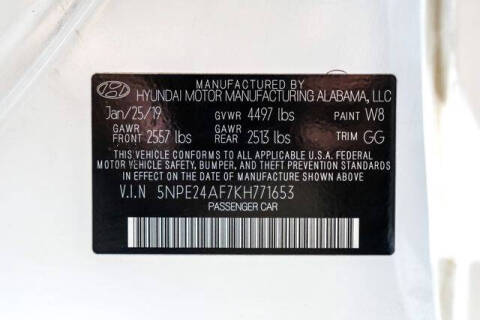 MANUFACTURED BY
HYUNDAI MOTOR MANUFACTURING ALABAMA, LLC
Jan/25/19 GVWR 4497 lbs PAINT W8
GAWR FRONT 2557 lbs GAWR REAR 2513 lbs TRIM GG
THIS VEHICLE CONFORMS TO ALL APPLICABLE U.S.A. FEDERAL
MOTOR VEHICLE SAFETY, BUMPER, AND THEFT PREVENTION STANDARDS
IN EFFECT ON THE DATE OF MANUFACTURE SHOWN ABOVE.
V.I.N 5NPE24AF7KH771653
PASSENGER CAR